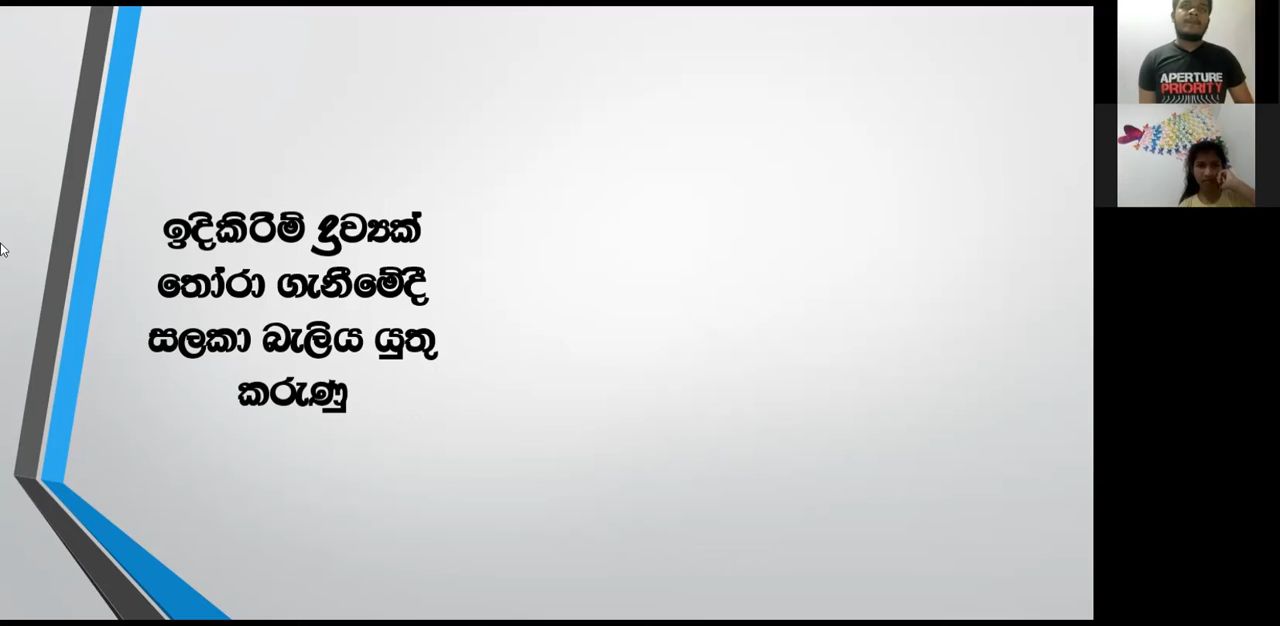 ඉදිකිරීම් ද්‍රව්‍යක්
තෝරා ගැනීමේදී
සලකා බැලිය යුතු
කරුණු
APERTURE
PRIORITY